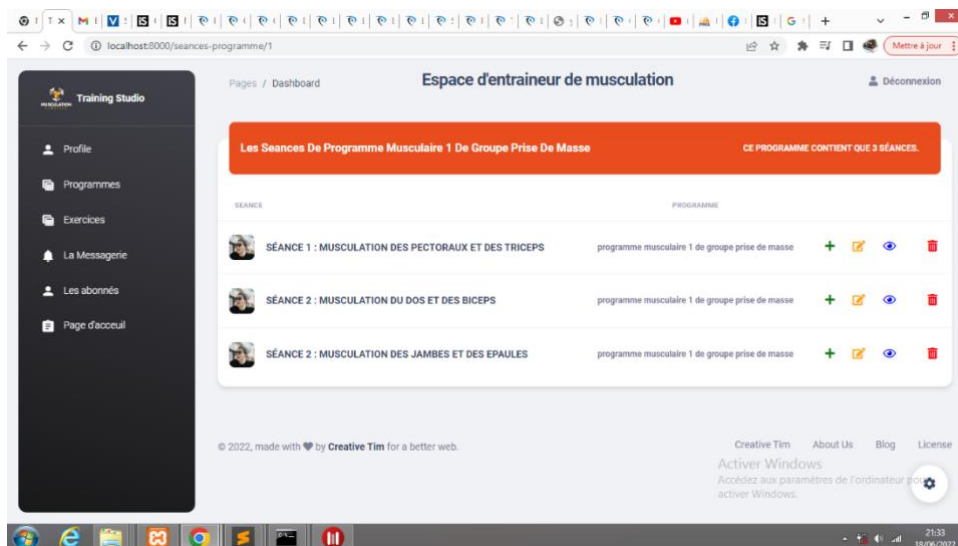 localhost:8000/seances-programme/1
Mettre à jour
MUSCULATION
Training Studio
Pages / Dashboard
Espace d'entraineur de musculation
Déconnexion
Profile
Programmes
Exercices
La Messagerie
Les abonnés
Page d'acceuil
Les Seances De Programme Musculaire 1 De Groupe Prise De Masse
CE PROGRAMME CONTIENT QUE 3 SÉANCES.
SEANCE
PROGRAMME
SÉANCE 1 : MUSCULATION DES PECTORAUX ET DES TRICEPS
programme musculaire 1 de groupe prise de masse
SÉANCE 2 : MUSCULATION DU DOS ET DES BICEPS
programme musculaire 1 de groupe prise de masse
SÉANCE 2 : MUSCULATION DES JAMBES ET DES EPAULES
programme musculaire 1 de groupe prise de masse
© 2022, made with by Creative Tim for a better web.
Creative Tim About Us Blog License
Activer Windows
Accédez aux paramètres de l'ordinateur pour
activer Windows.
21:33
18/06/2022